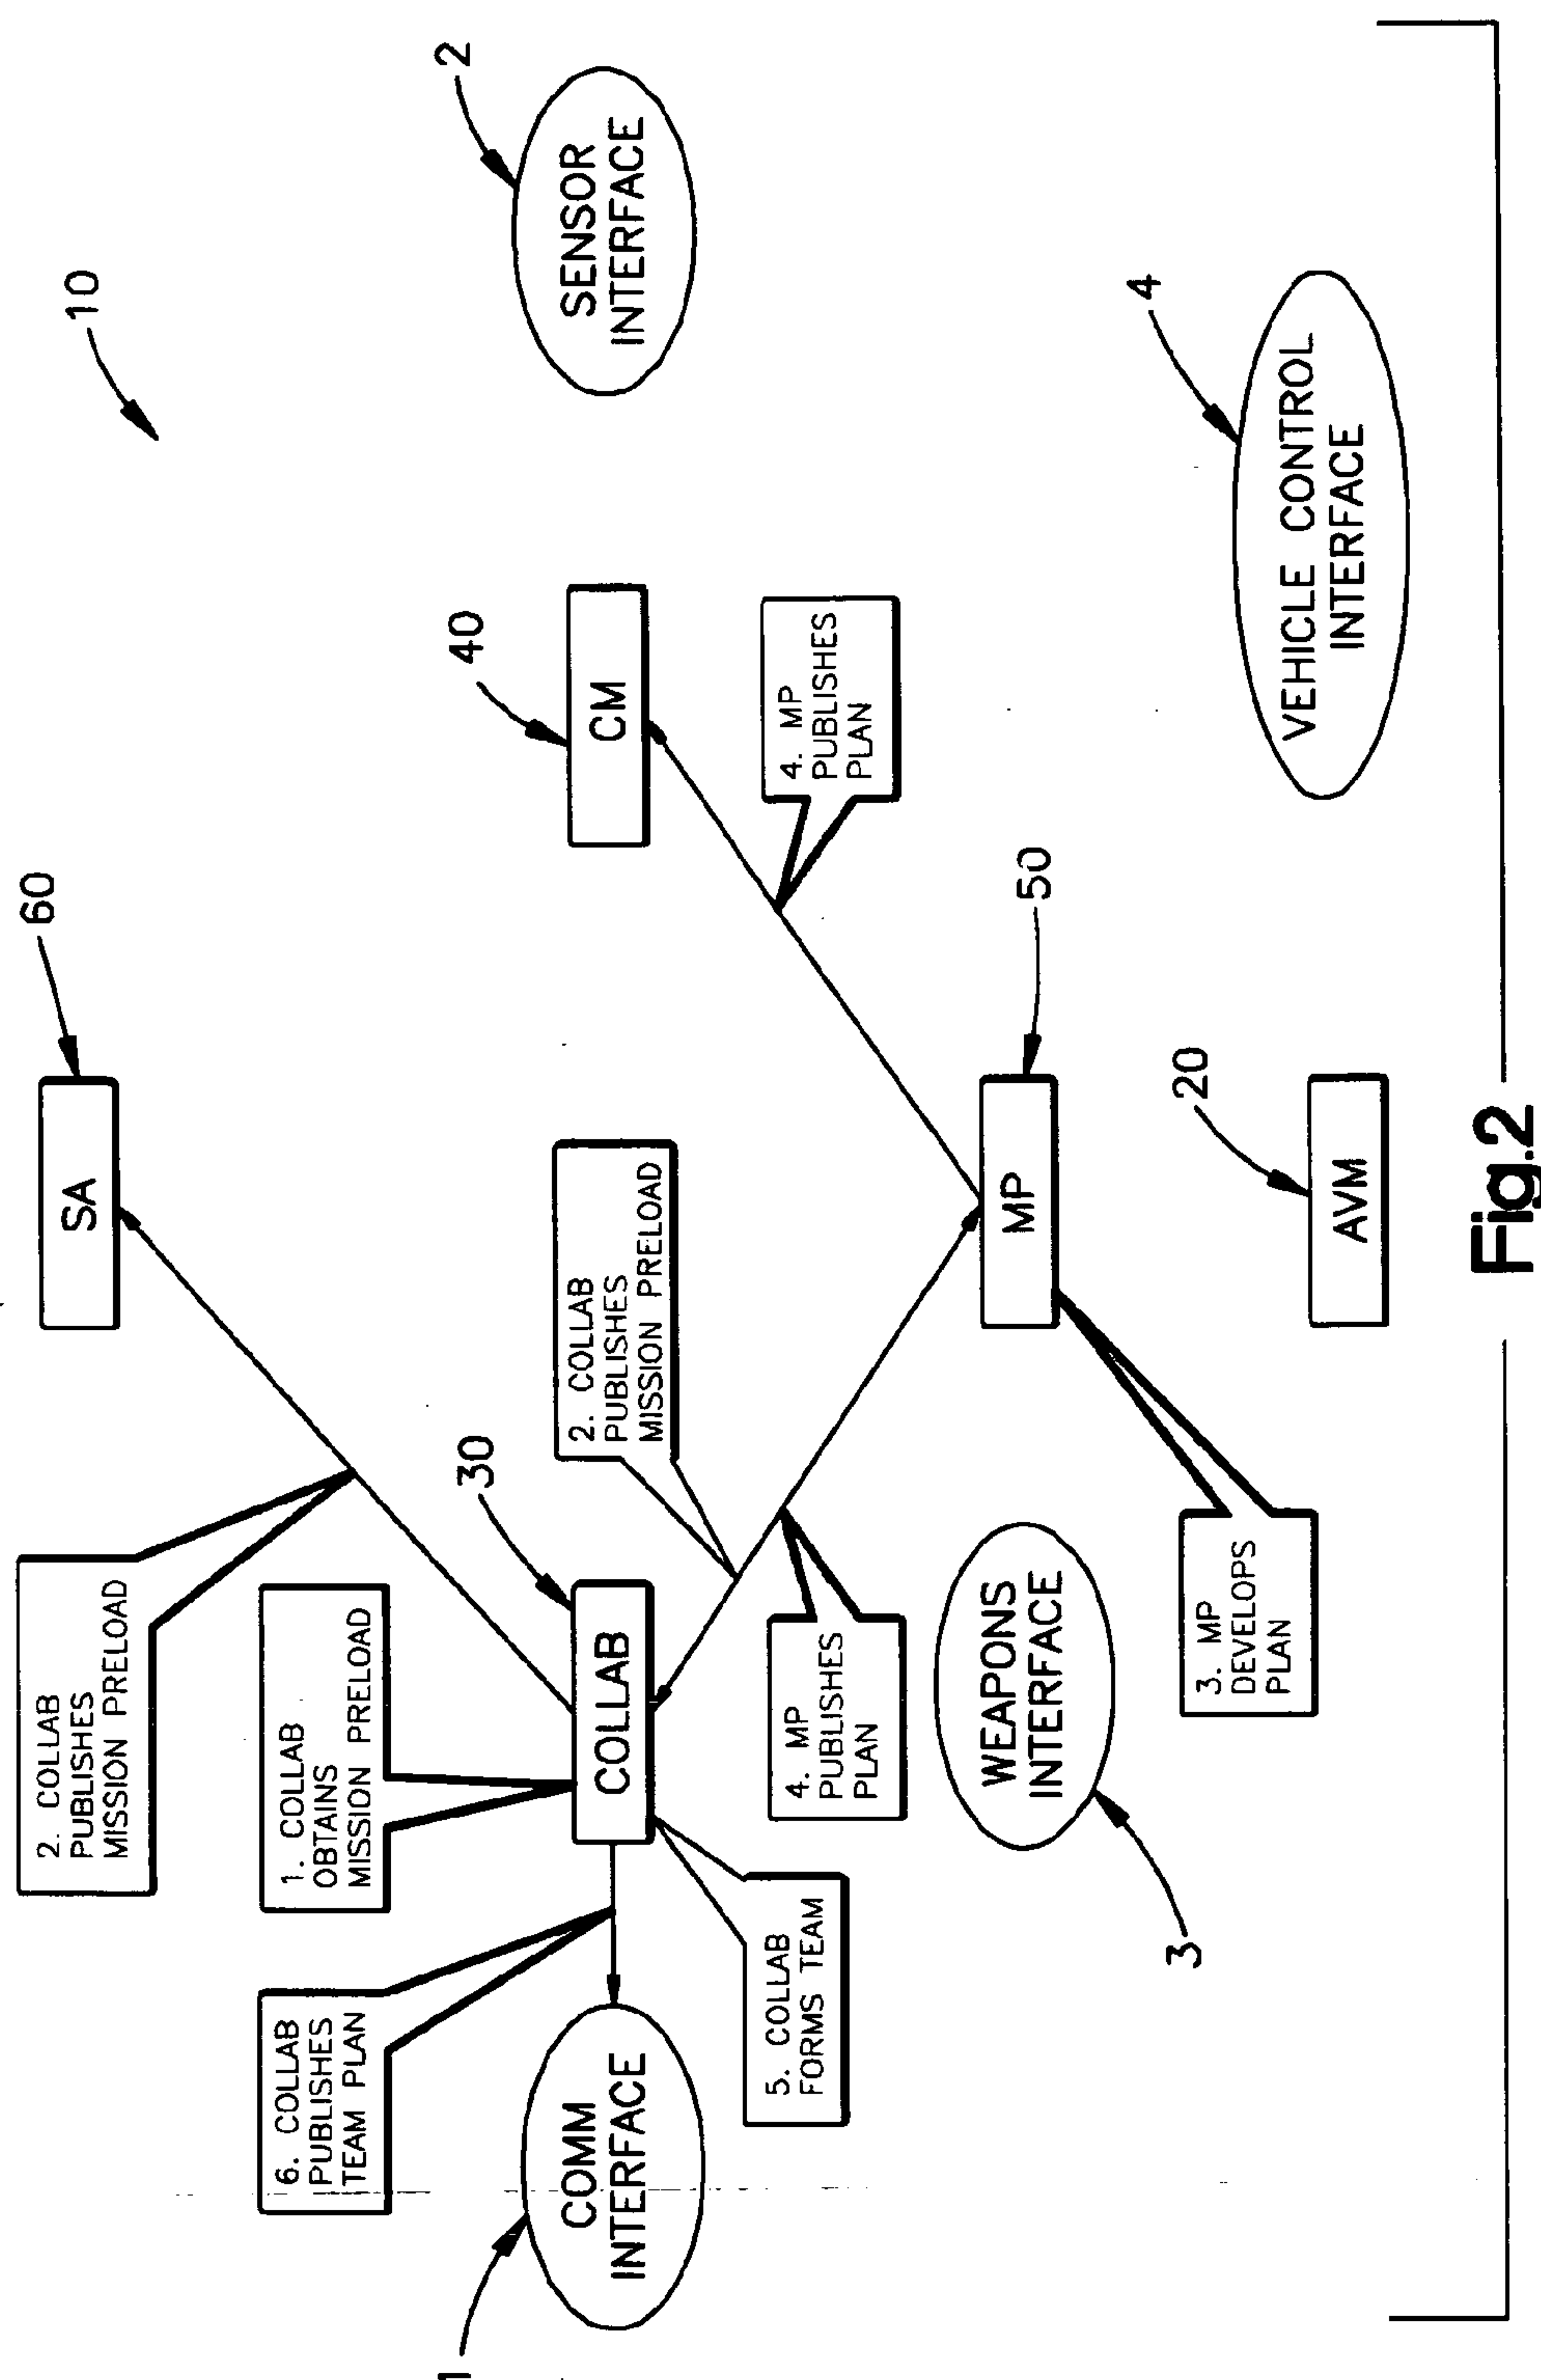 10
60
SA
2. COLLAB
PUBLISHES
MISSION PRELOAD
1. COLLAB
OBTAINS
MISSION PRELOAD
6. COLLAB
PUBLISHES
TEAM PLAN
1
COMM
INTERFACE
30
COLLAB
2. COLLAB
PUBLISHES
MISSION PRELOAD
40
CM
2
SENSOR
INTERFACE
5. COLLAB
FORMS TEAM
4. MP
PUBLISHES
PLAN
4. MP
PUBLISHES
PLAN
WEAPONS
INTERFACE
3
MP
50
3. MP
DEVELOPS
PLAN
20
AVM
4
VEHICLE CONTROL
INTERFACE
Fig.2